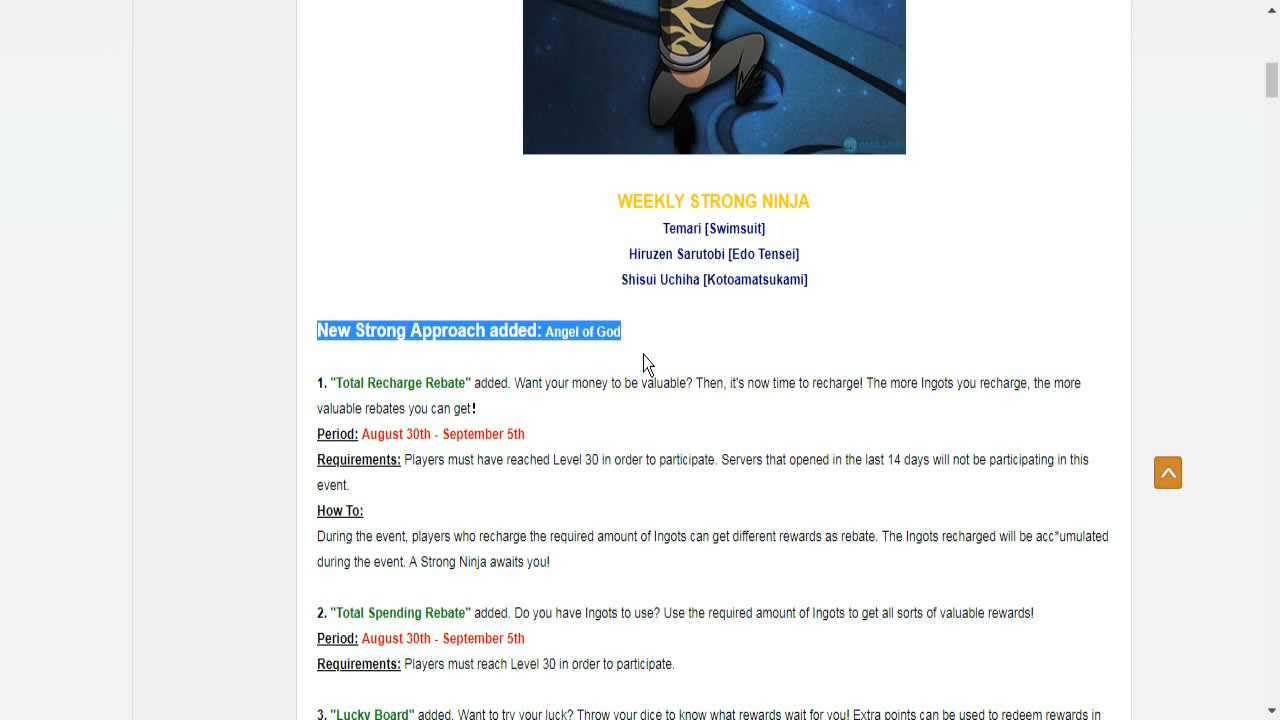 WEEKLY STRONG NINJA
Temari [Swimsuit]
Hiruzen Sarutobi [Edo Tensei]
Shisui Uchiha [Kotoamatsukami]
New Strong Approach added: Angel of God
1. "Total Recharge Rebate" added. Want your money to be valuable? Then, it's now time to recharge! The more Ingots you recharge, the more
valuable rebates you can get!
Period: August 30th - September 5th
Requirements: Players must have reached Level 30 in order to participate. Servers that opened in the last 14 days will not be participating in this
event.
How To:
During the event, players who recharge the required amount of Ingots can get different rewards as rebate. The Ingots recharged will be acc*umulated
during the event. A Strong Ninja awaits you!
2. "Total Spending Rebate" added. Do you have Ingots to use? Use the required amount of Ingots to get all sorts of valuable rewards!
Period: August 30th - September 5th
Requirements: Players must reach Level 30 in order to participate.
3. "Lucky Board" added. Want to try your luck? Throw your dice to know what rewards wait for you! Extra points can be used to redeem rewards in